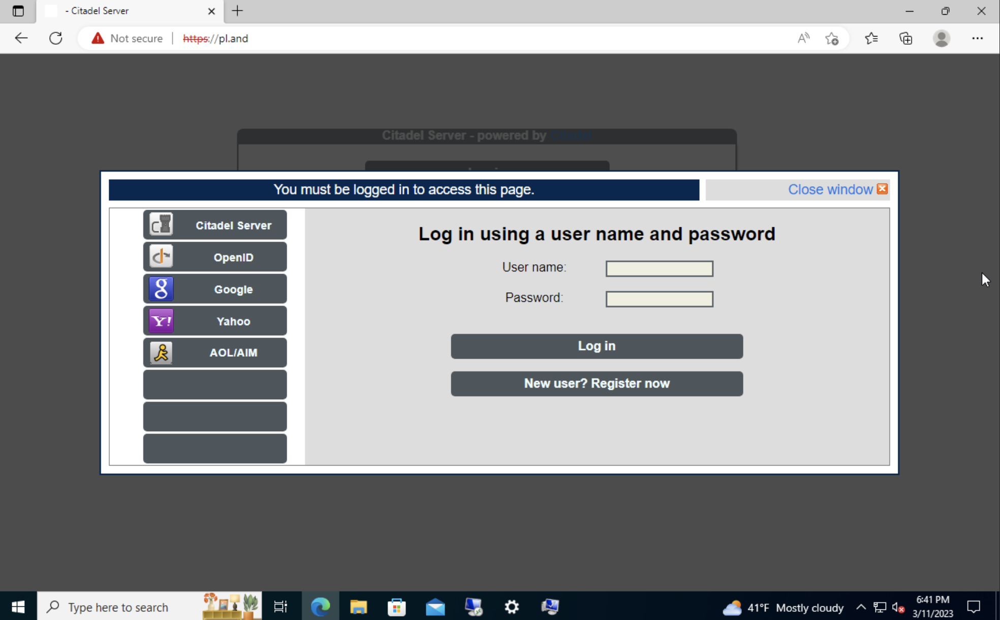 - Citadel Server
Not secure
https://pl.and
Citadel Server - powered by Citadel
You must be logged in to access this page.
Close window
Citadel Server
OpenID
Google
Yahoo
AOL/AIM
Log in using a user name and password
User name:
Password:
Log in
New user? Register now
Type here to search
41°F Mostly cloudy
6:41 PM
3/11/2023